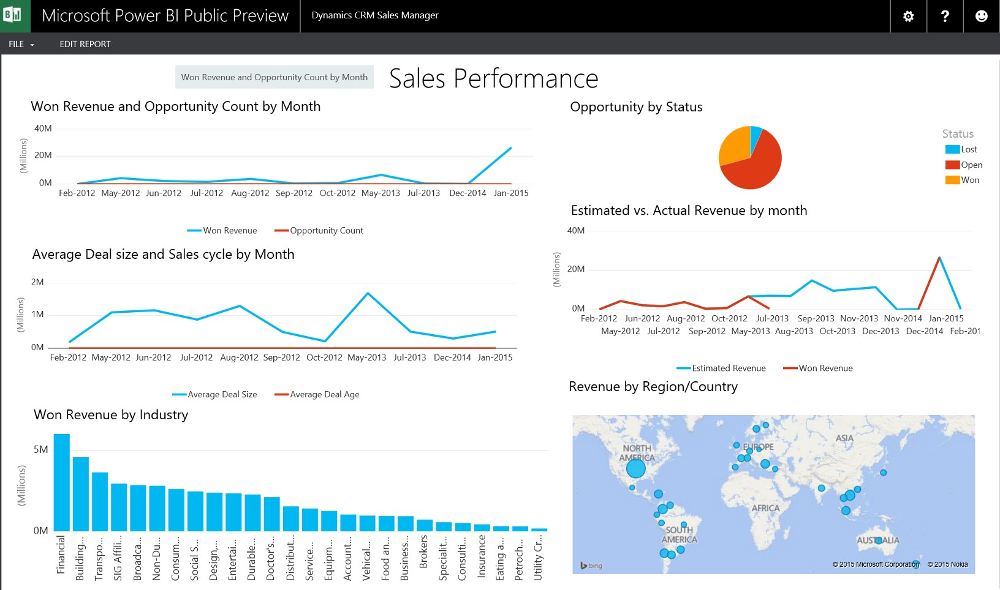 Microsoft Power BI Public Preview
Dynamics CRM Sales Manager
?
FILE
EDIT REPORT
Won Revenue and Opportunity Count by Month
Sales Performance
Won Revenue and Opportunity Count by Month
40M
20M
0M
(Millions)
Feb-2012 May-2012 Jun-2012 Jul-2012 Aug-2012 Sep-2012 Oct-2012 May-2013 Jul-2013 Dec-2014 Jan-2015
Won Revenue Opportunity Count
Average Deal size and Sales cycle by Month
2M
1M
0M
(Millions)
Feb-2012 May-2012 Jun-2012 Jul-2012 Aug-2012 Sep-2012 Oct-2012 May-2013 Jul-2013 Dec-2014 Jan-2015
Average Deal Size Average Deal Age
Won Revenue by Industry
5M
0M
(Millions)
Financial
Building...
Transpo...
SIG Affili...
Broadca...
Non-Du...
Consum...
Social S...
Design,...
Entertai...
Durable...
Doctor's...
Distribut...
Service...
Equipm...
Account...
Vehical...
Food an...
Business...
Brokers
Specialit...
Consulti...
Insurance
Eating a...
Petroch...
Utility Cr...
Opportunity by Status
Status
Lost
Open
Won
Estimated vs. Actual Revenue by month
40M
20M
0M
(Millions)
Feb-2012 Jun-2012 Aug-2012 Oct-2012 Jul-2013 Sep-2013 Nov-2013 Nov-2014 Jan-2015
May-2012 Jul-2012 Sep-2012 May-2013 Aug-2013 Oct-2013 Dec-2013 Dec-2014 Feb-201
Estimated Revenue Won Revenue
Revenue by Region/Country
NORTH
AMERICA
EUROPE
ASIA
AFRICA
SOUTH
AMERICA
AUSTRALIA
bing
© 2015 Microsoft Corporation © 2015 Nokia